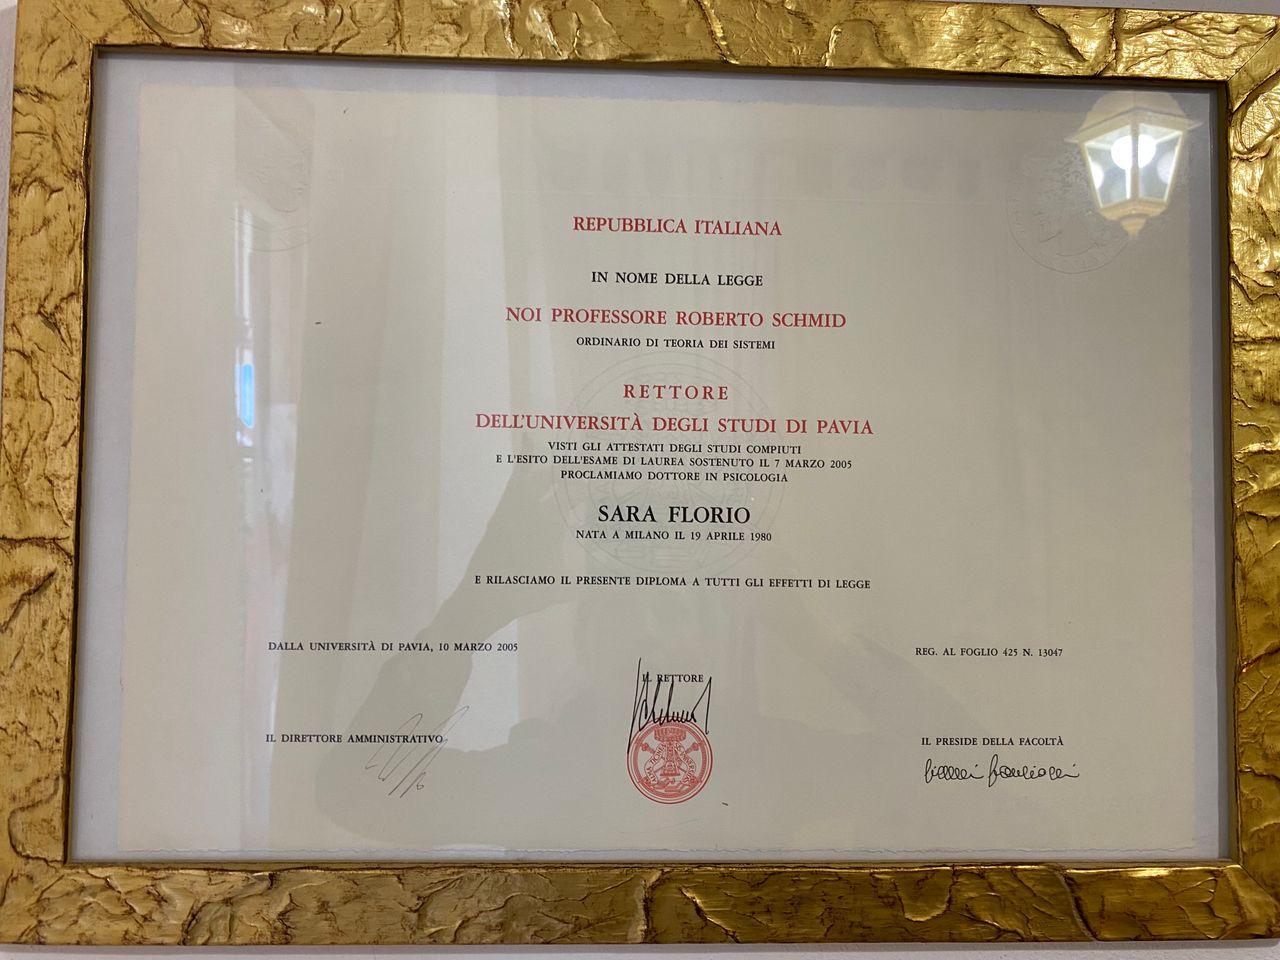 REPUBBLICA ITALIANA
IN NOME DELLA LEGGE
NOI PROFESSORE ROBERTO SCHMID
ORDINARIO DI TEORIA DEI SISTEMI
RETTORE
DELL'UNIVERSITÀ DEGLI STUDI DI PAVIA
VISTI GLI ATTESTATI DEGLI STUDI COMPIUTI
E L'ESITO DELL'ESAME DI LAUREA SOSTENUTO IL 7 MARZO 2005
PROCLAMIAMO DOTTORE IN PSICOLOGIA
SARA FLORIO
NATA A MILANO IL 19 APRILE 1980
E RILASCIAMO IL PRESENTE DIPLOMA A TUTTI GLI EFFETTI DI LEGGE
DALLA UNIVERSITÀ DI PAVIA, 10 MARZO 2005
REG. AL FOGLIO 425 N. 13047
IL RETTORE
IL DIRETTORE AMMINISTRATIVO
IL PRESIDE DELLA FACOLTÀ